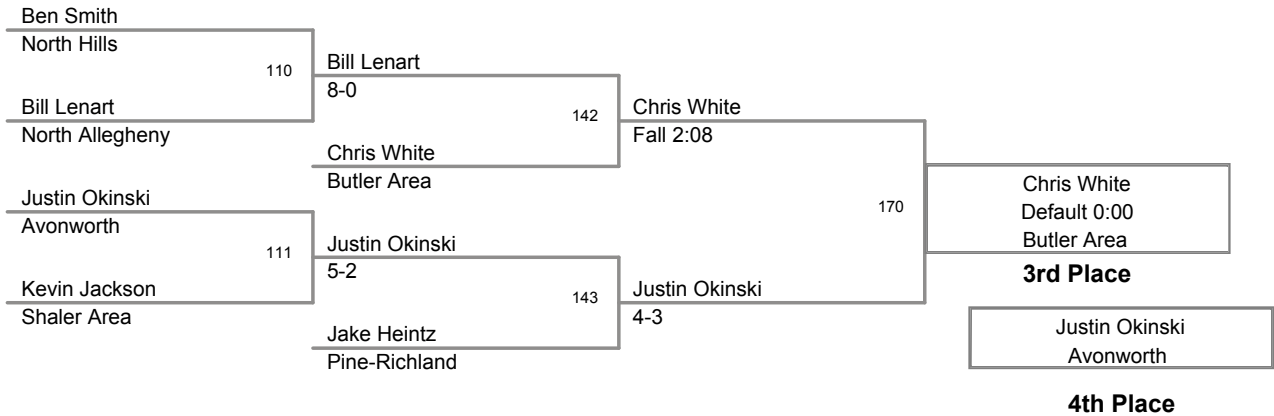 Ben Smith
North Hills
110
Bill Lenart
8-0
Bill Lenart
North Allegheny
142
Chris White
Fall 2:08
Chris White
Butler Area
Justin Okinski
Avonworth
170
Chris White
Default 0:00
Butler Area
3rd Place
111
Justin Okinski
5-2
Kevin Jackson
Shaler Area
143
Justin Okinski
4-3
Jake Heintz
Pine-Richland
Justin Okinski
Avonworth
4th Place